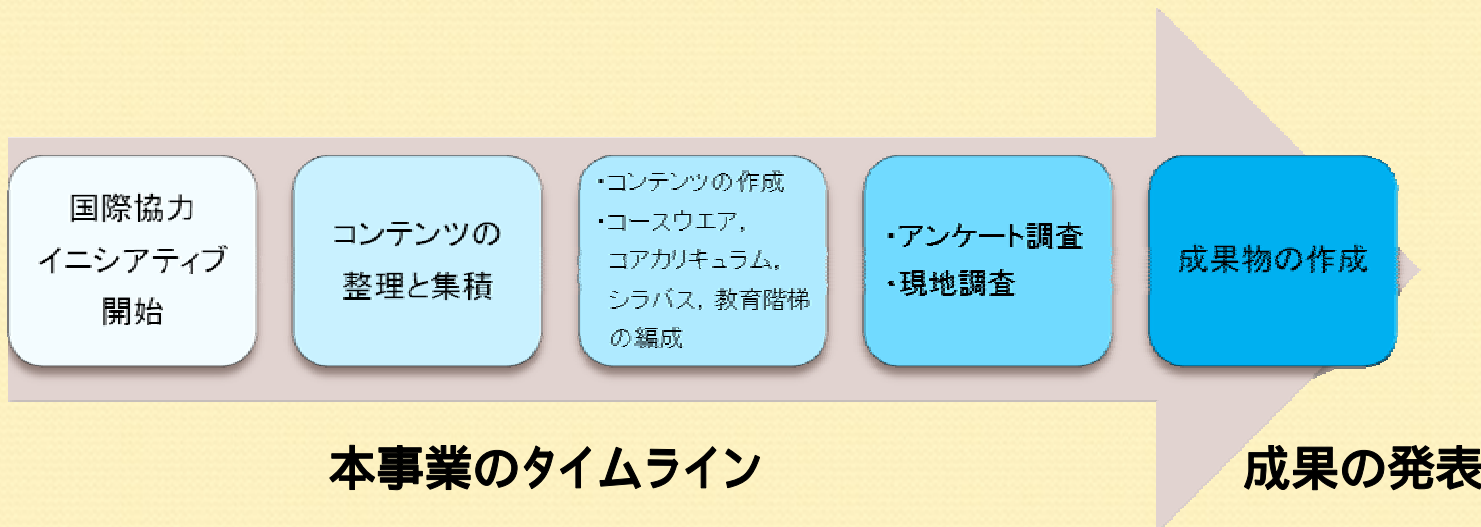 国際協力
イニシアティブ
開始
コンテンツの
整理と集積
・コンテンツの作成
・コースウエア,
コアカリキュラム,
シラバス, 教育階梯
の編成
・アンケート調査
・現地調査
成果物の作成
本事業のタイムライン
成果の発表